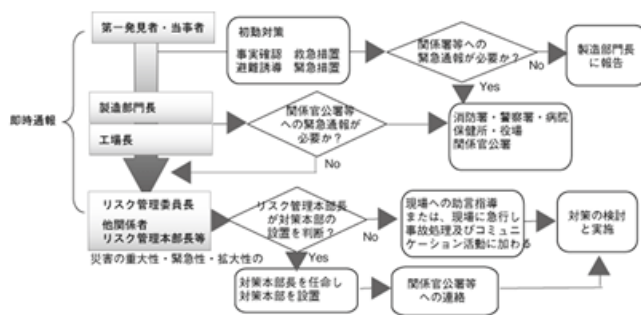 第一発見者・当事者
初動対策
事実確認 救急措置
避難誘導 緊急措置
関係署等への
緊急通報が必要か?
No
製造部門長
に報告
Yes
即時通報
製造部門長
工場長
関係官公署等
への緊急通報が
必要か?
No
消防署・警察署・病院
保健所・役場
関係官公署
リスク管理委員長
他関係者
リスク管理本部長等
リスク管理本部長
が対策本部の
設置を判断?
No
Yes
現場への助言指導
または、現場に急行し
事故処理及びコミュニ
ケーション活動に加わる
対策の検討
と実施
災害の重大性・緊急性・拡大性の
対策本部長を任命し
対策本部を設置
関係官公署等
への連絡